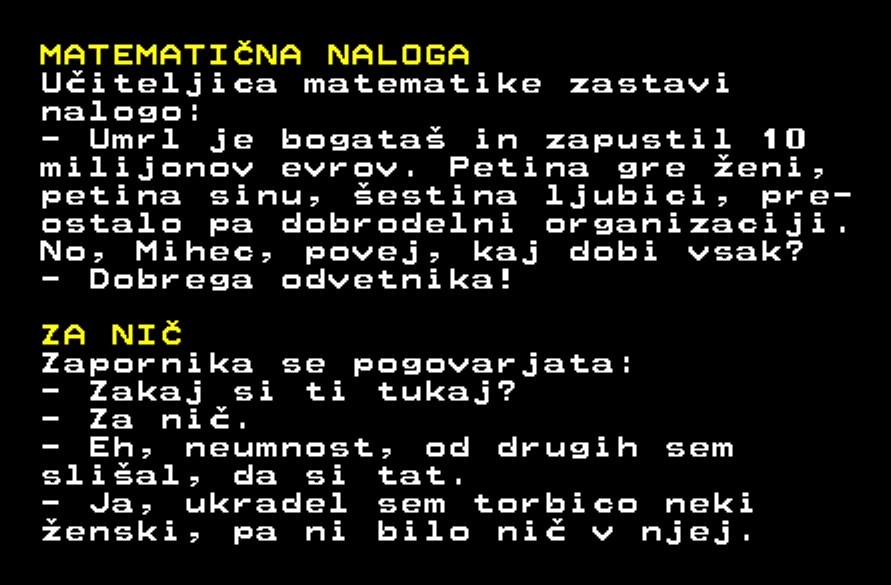 MATEMATIČNA NALOGA
Učiteljica matematike zastavi
nalogo:
- Umrl je bogataš in zapustil 10
milijonov evrov. Petina gre ženi,
petina sinu, šestina ljubici, pre-
ostalo pa dobrodelni organizaciji.
No, Mihec, povej, kaj dobi vsak?
- Dobrega odvetnika!
ZA NIČ
Zapornika se pogovarjata:
- Zakaj si ti tukaj?
- Za nič.
- Eh, neumnost, od drugih sem
slišal, da si tat.
- Ja, ukradel sem torbico neki
ženski, pa ni bilo nič v njej.